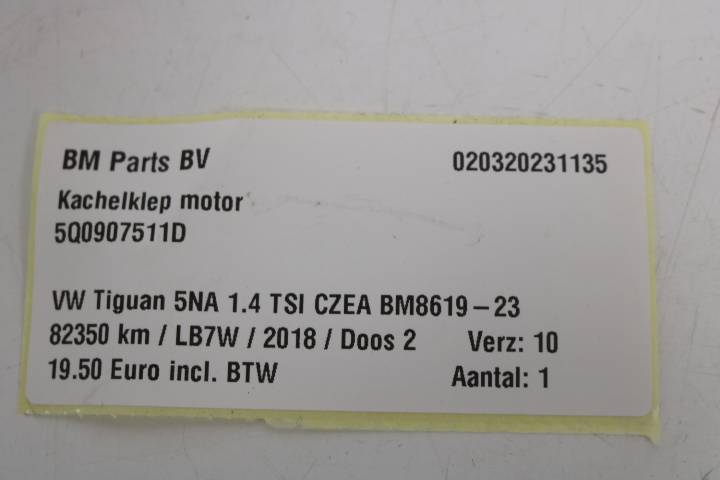 BM Parts BV 020320231135
Kachelklep motor
5Q0907511D
VW Tiguan 5NA 1.4 TSI CZEA BM8619-23
82350 km / LB7W / 2018 / Doos 2 Verz: 10
19.50 Euro incl. BTW Aantal: 1